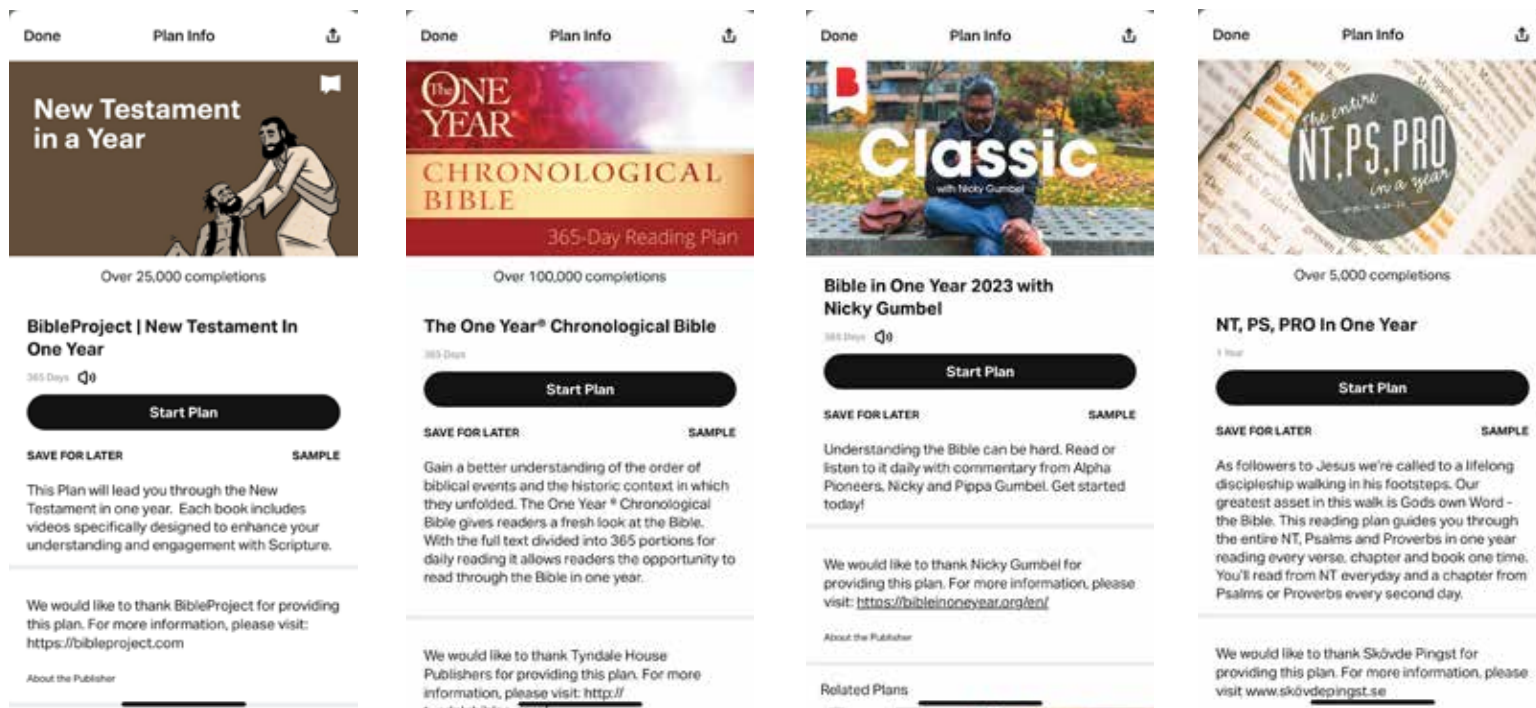 Done
Plan Info
New Testament
in a Year
Over 25,000 completions
BibleProject | New Testament In
One Year
365 Days
Start Plan
SAVE FOR LATER
SAMPLE
This Plan will lead you through the New
Testament in one year. Each book includes
videos specifically designed to enhance your
understanding and engagement with Scripture.
We would like to thank BibleProject for providing
this plan. For more information, please visit:
https://bibleproject.com
About the Publisher
Done
Plan Info
The ONE
YEAR®
CHRONOLOGICAL
BIBLE
365-Day Reading Plan
Over 100,000 completions
The One Year® Chronological Bible
365 Days
Start Plan
SAVE FOR LATER
SAMPLE
Gain a better understanding of the order of
biblical events and the historic context in which
they unfolded. The One Year ® Chronological
Bible gives readers a fresh look at the Bible.
With the full text divided into 365 portions for
daily reading it allows readers the opportunity to
read through the Bible in one year.
We would like to thank Tyndale House
Publishers for providing this plan. For more
information, please visit: http://
Done
Plan Info
B
Classic
with Nicky Gumbel
Bible in One Year 2023 with
Nicky Gumbel
365 Days
Start Plan
SAVE FOR LATER
SAMPLE
Understanding the Bible can be hard. Read or
listen to it daily with commentary from Alpha
Pioneers, Nicky and Pippa Gumbel. Get started
today!
We would like to thank Nicky Gumbel for
providing this plan. For more information, please
visit: https://bibleinoneyear.org/en/
About the Publisher
Related Plans
Done
Plan Info
The entire
NT, PS, PRO
in a year
Over 5,000 completions
NT, PS, PRO In One Year
1 Year
Start Plan
SAVE FOR LATER
SAMPLE
As followers to Jesus we're called to a lifelong
discipleship walking in his footsteps. Our
greatest asset in this walk is Gods own Word -
the Bible. This reading plan guides you through
the entire NT, Psalms and Proverbs in one year
reading every verse, chapter and book one time.
You'll read from NT everyday and a chapter from
Psalms or Proverbs every second day.
We would like to thank Skövde Pingst for
providing this plan. For more information, please
visit www.skövdepingst.se